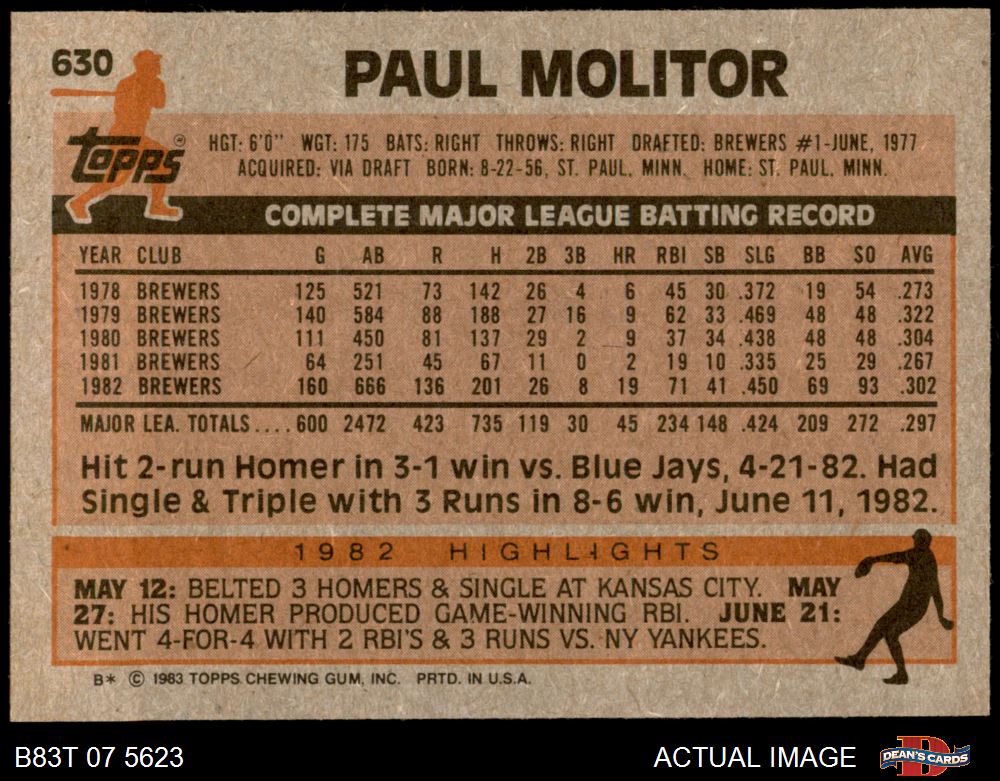 630
PAUL MOLITOR
Topps®
HGT: 6'0" WGT: 175 BATS: RIGHT THROWS: RIGHT DRAFTED: BREWERS #1-JUNE, 1977
ACQUIRED: VIA DRAFT BORN: 8-22-56, ST. PAUL, MINN. HOME: ST. PAUL, MINN.
COMPLETE MAJOR LEAGUE BATTING RECORD
YEAR CLUB G AB R H 2B 3B HR RBI SB SLG BB SO AVG
1978 BREWERS 125 521 73 142 26 4 6 45 30 .372 19 54 .273
1979 BREWERS 140 584 88 188 27 16 9 62 33 .469 48 48 .322
1980 BREWERS 111 450 81 137 29 2 9 37 34 .438 48 48 .304
1981 BREWERS 64 251 45 67 11 0 2 19 10 .335 25 29 .267
1982 BREWERS 160 666 136 201 26 8 19 71 41 .450 69 93 .302
MAJOR LEA. TOTALS....600 2472 423 735 119 30 45 234 148 .424 209 272 .297
Hit 2-run Homer in 3-1 win vs. Blue Jays, 4-21-82. Had
Single & Triple with 3 Runs in 8-6 win, June 11, 1982.
1982 HIGHLIGHTS
MAY 12: BELTED 3 HOMERS & SINGLE AT KANSAS CITY. MAY
27: HIS HOMER PRODUCED GAME-WINNING RBI. JUNE 21:
WENT 4-FOR-4 WITH 2 RBI'S & 3 RUNS VS. NY YANKEES.
B* © 1983 TOPPS CHEWING GUM, INC. PRTD. IN U.S.A.
B83T 07 5623
ACTUAL IMAGE
DEAN'S CARDS